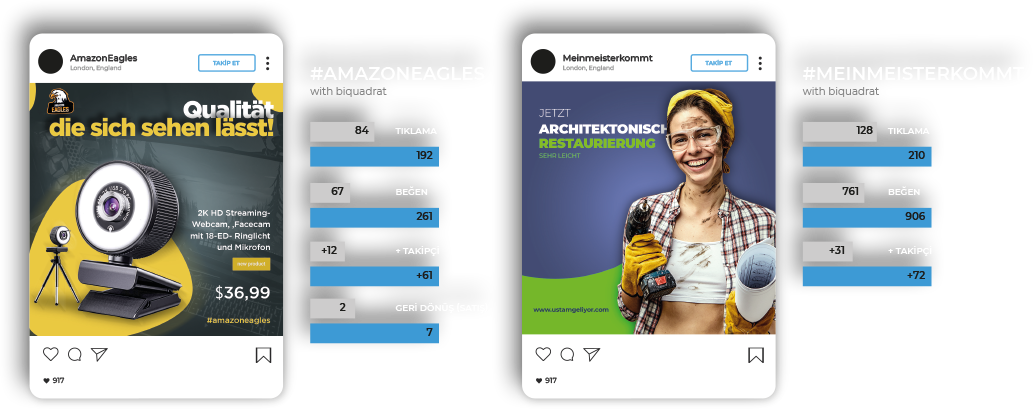 AmazonEagles
London, England
TAKİP ET
EAGLES
Qualität
die sich sehen lässt!
2K HD Streaming-
Webcam, ,Facecam
mit 18-ED- Ringlicht
und Mikrofon
new product
$36,99
#amazoneagles
917
#AMAZONEAGLES
with biquadrat
84 TIKLAMA
192
67 BEĞEN
261
+12 + TAKİPÇİ
+61
2 GERİ DÖNÜŞ
7
Meinmeisterkommt
London, England
TAKİP ET
JETZT
ARCHITEKTONISCH
RESTAURIERUNG
SEHR LEICHT
www.ustamgeliyor.com
917
#MEINMEISTERKOMMT
with biquadrat
128 TIKLAMA
210
761 BEĞEN
906
+31 + TAKİPÇİ
+72